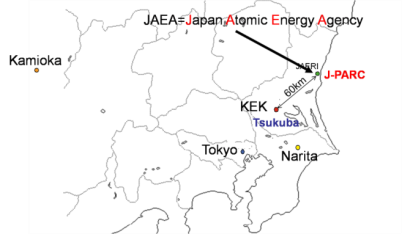 JAEA=Japan Atomic Energy Agency
Kamioka
JAERI
J-PARC
60km
KEK
Tsukuba
Tokyo
Narita